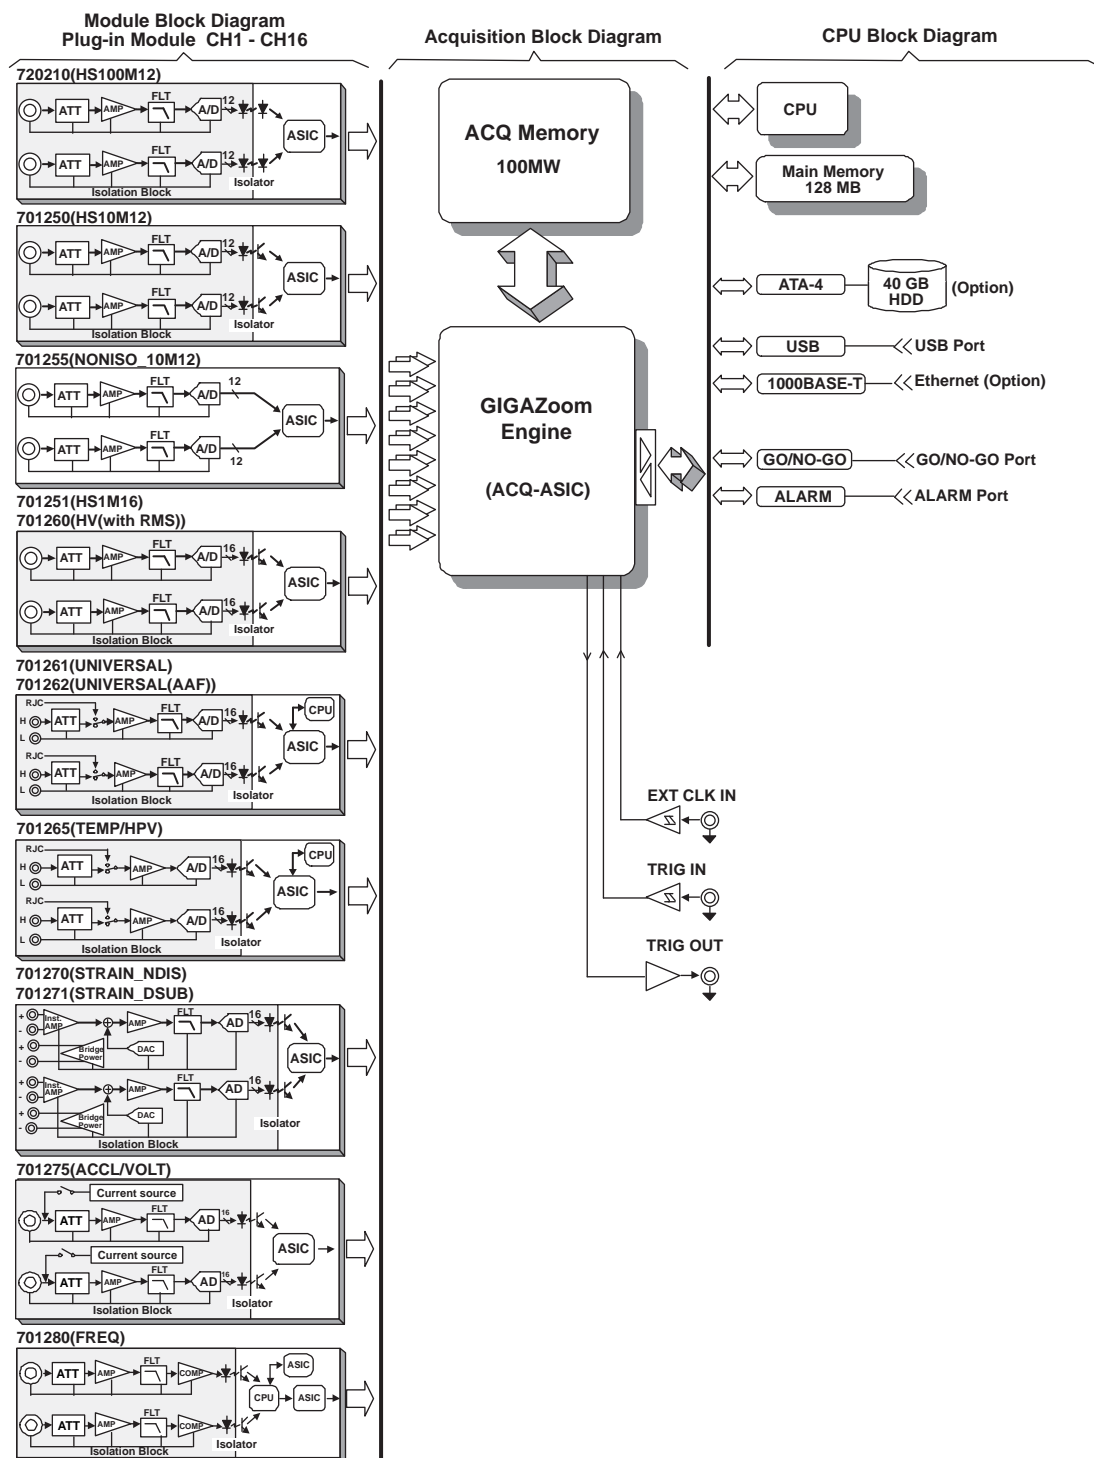 Module Block Diagram
Plug-in Module CH1 - CH16
Acquisition Block Diagram
CPU Block Diagram
720210(HS100M12)
ATT
AMP
FLT
A/D
12
ATT
AMP
FLT
A/D
12
ASIC
Isolator
Isolation Block
701250(HS10M12)
ATT
AMP
FLT
A/D
12
ATT
AMP
FLT
A/D
12
ASIC
Isolator
Isolation Block
701255(NONISO_10M12)
ATT
AMP
FLT
A/D
12
ATT
AMP
FLT
A/D
12
ASIC
701251(HS1M16)
701260(HV(with RMS))
ATT
AMP
FLT
A/D
16
ATT
AMP
FLT
A/D
16
ASIC
Isolator
Isolation Block
701261(UNIVERSAL)
701262(UNIVERSAL(AAF))
RJC
H
L
ATT
AMP
FLT
A/D
16
RJC
H
L
ATT
AMP
FLT
A/D
16
CPU
ASIC
Isolator
Isolation Block
701265(TEMP/HPV)
RJC
H
L
ATT
AMP
A/D
16
RJC
H
L
ATT
AMP
A/D
16
CPU
ASIC
Isolator
Isolation Block
701270(STRAIN_NDIS)
701271(STRAIN_DSUB)
+
-
+
-
Inst.
AMP
Bridge
Power
DAC
AMP
FLT
AD
16
+
-
+
-
Inst.
AMP
Bridge
Power
DAC
AMP
FLT
AD
16
ASIC
Isolator
Isolation Block
701275(ACCL/VOLT)
Current source
ATT
AMP
FLT
AD
16
Current source
ATT
AMP
FLT
AD
16
ASIC
Isolator
Isolation Block
701280(FREQ)
ATT
AMP
FLT
COMP
ATT
AMP
FLT
COMP
ASIC
CPU
ASIC
Isolator
Isolation Block
ACQ Memory
100MW
GIGAZoom
Engine
(ACQ-ASIC)
EXT CLK IN
TRIG IN
TRIG OUT
CPU
Main Memory
128 MB
ATA-4
40 GB
HDD
(Option)
USB
USB Port
1000BASE-T
Ethernet (Option)
GO/NO-GO
GO/NO-GO Port
ALARM
ALARM Port